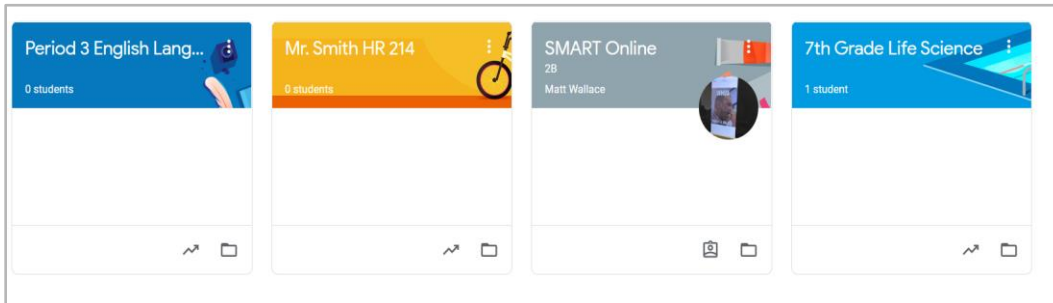 Period 3 English Lang...
0 students
Mr. Smith HR 214
0 students
SMART Online
2B
Matt Wallace
7th Grade Life Science
1 student